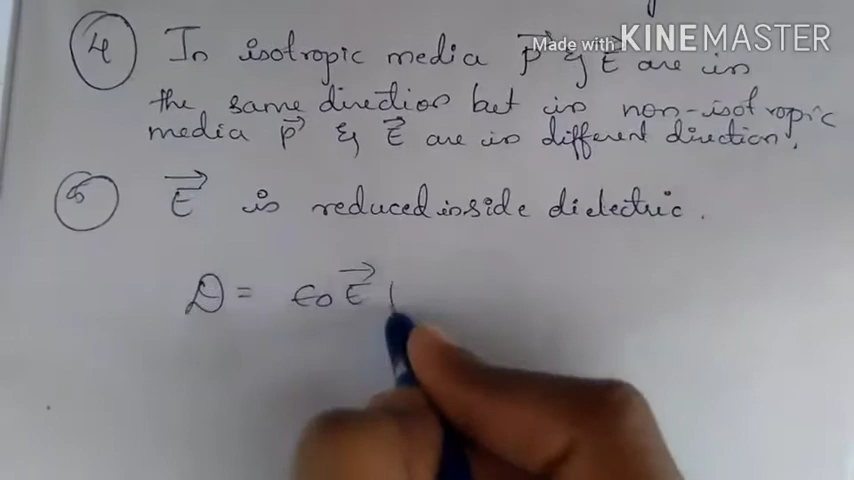 Made with KINEMASTER
4 In isotropic media P⃗ & E⃗ are in
the same direction but in non-isotropic
media P⃗ & E⃗ are in different direction.
5 E⃗ is reduced inside dielectric.
D = ϵ0 E⃗